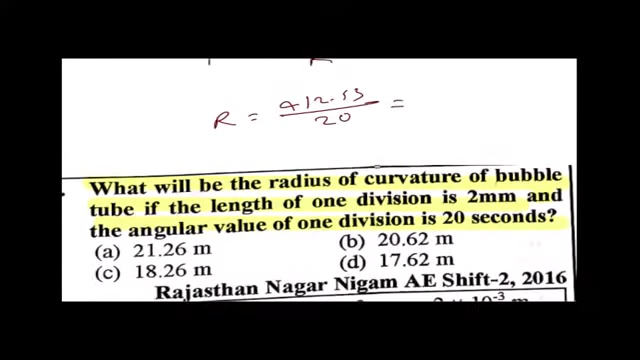 R = 412.53 / 20 =
What will be the radius of curvature of bubble
tube if the length of one division is 2mm and
the angular value of one division is 20 seconds?
(a) 21.26 m (b) 20.62 m
(c) 18.26 m (d) 17.62 m
Rajasthan Nagar Nigam AE Shift-2, 2016